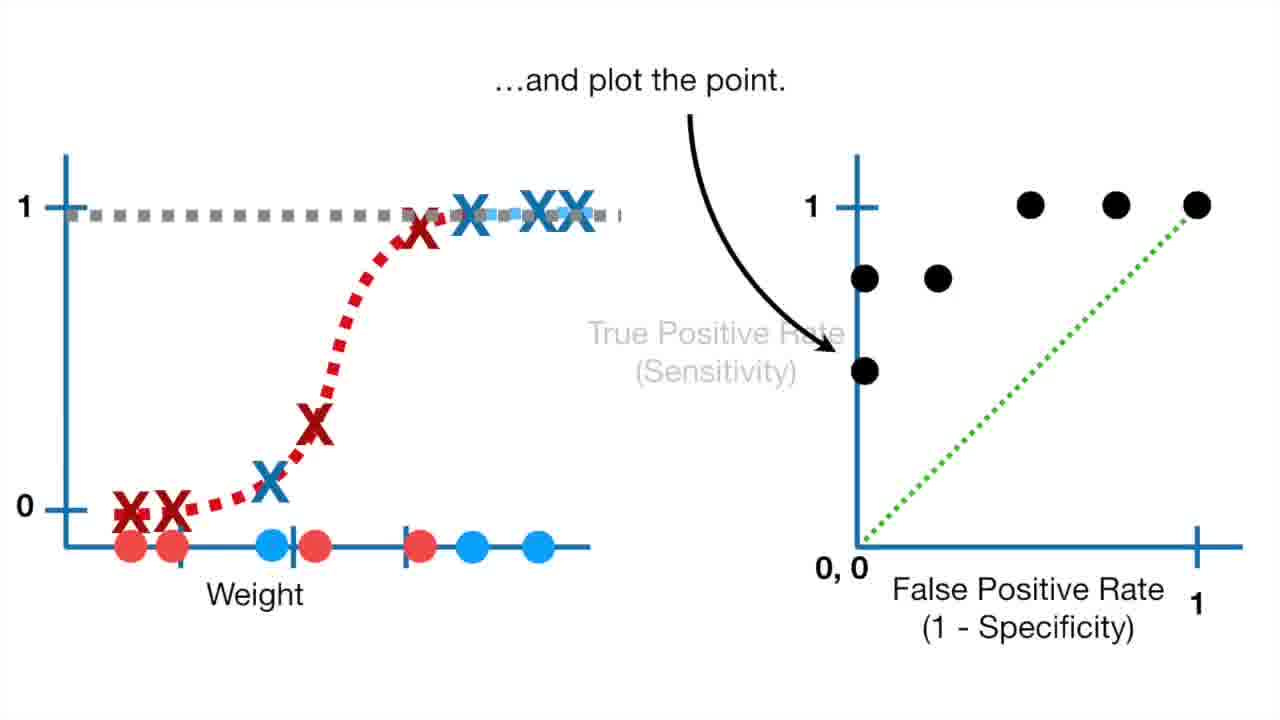 …and plot the point.
1
0
Weight
True Positive Rate
(Sensitivity)
1
0, 0
False Positive Rate
(1 - Specificity)
1